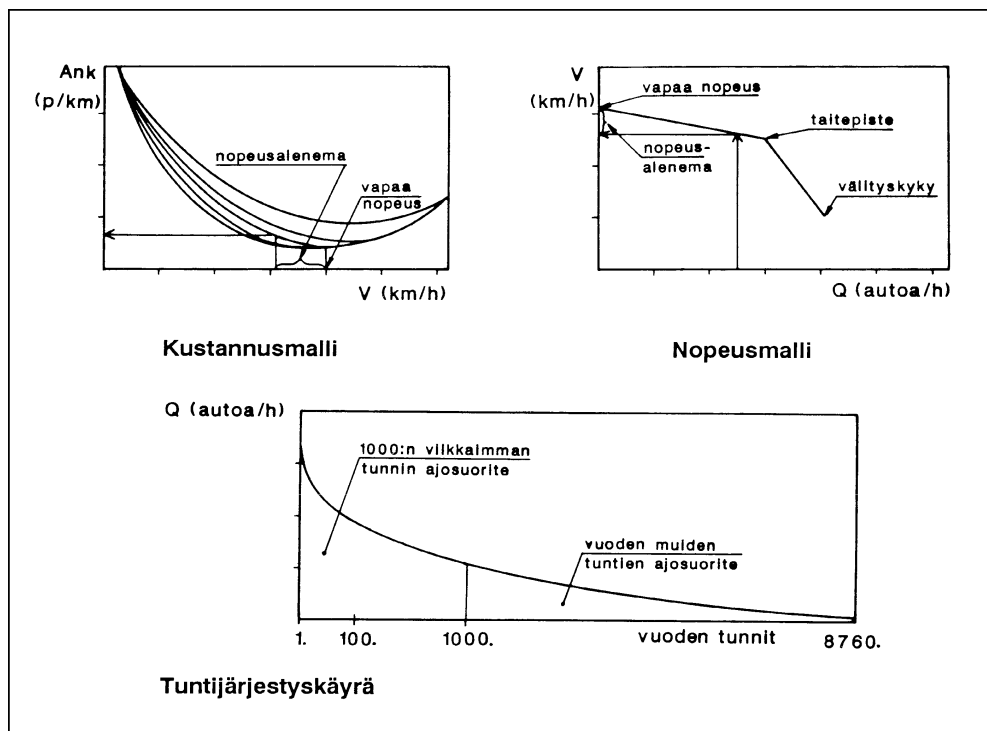 Ank
(p/km)
nopeusalenema
vapaa
nopeus
V (km/h)
Kustannusmalli
V
(km/h)
vapaa nopeus
taitepiste
nopeus-
alenema
välityskyky
Q (autoa/h)
Nopeusmalli
Q (autoa/h)
1000:n vilkkaimman
tunnin ajosuorite
vuoden muiden
tuntien ajosuorite
1. 100. 1000. vuoden tunnit 8760.
Tuntijärjestyskäyrä